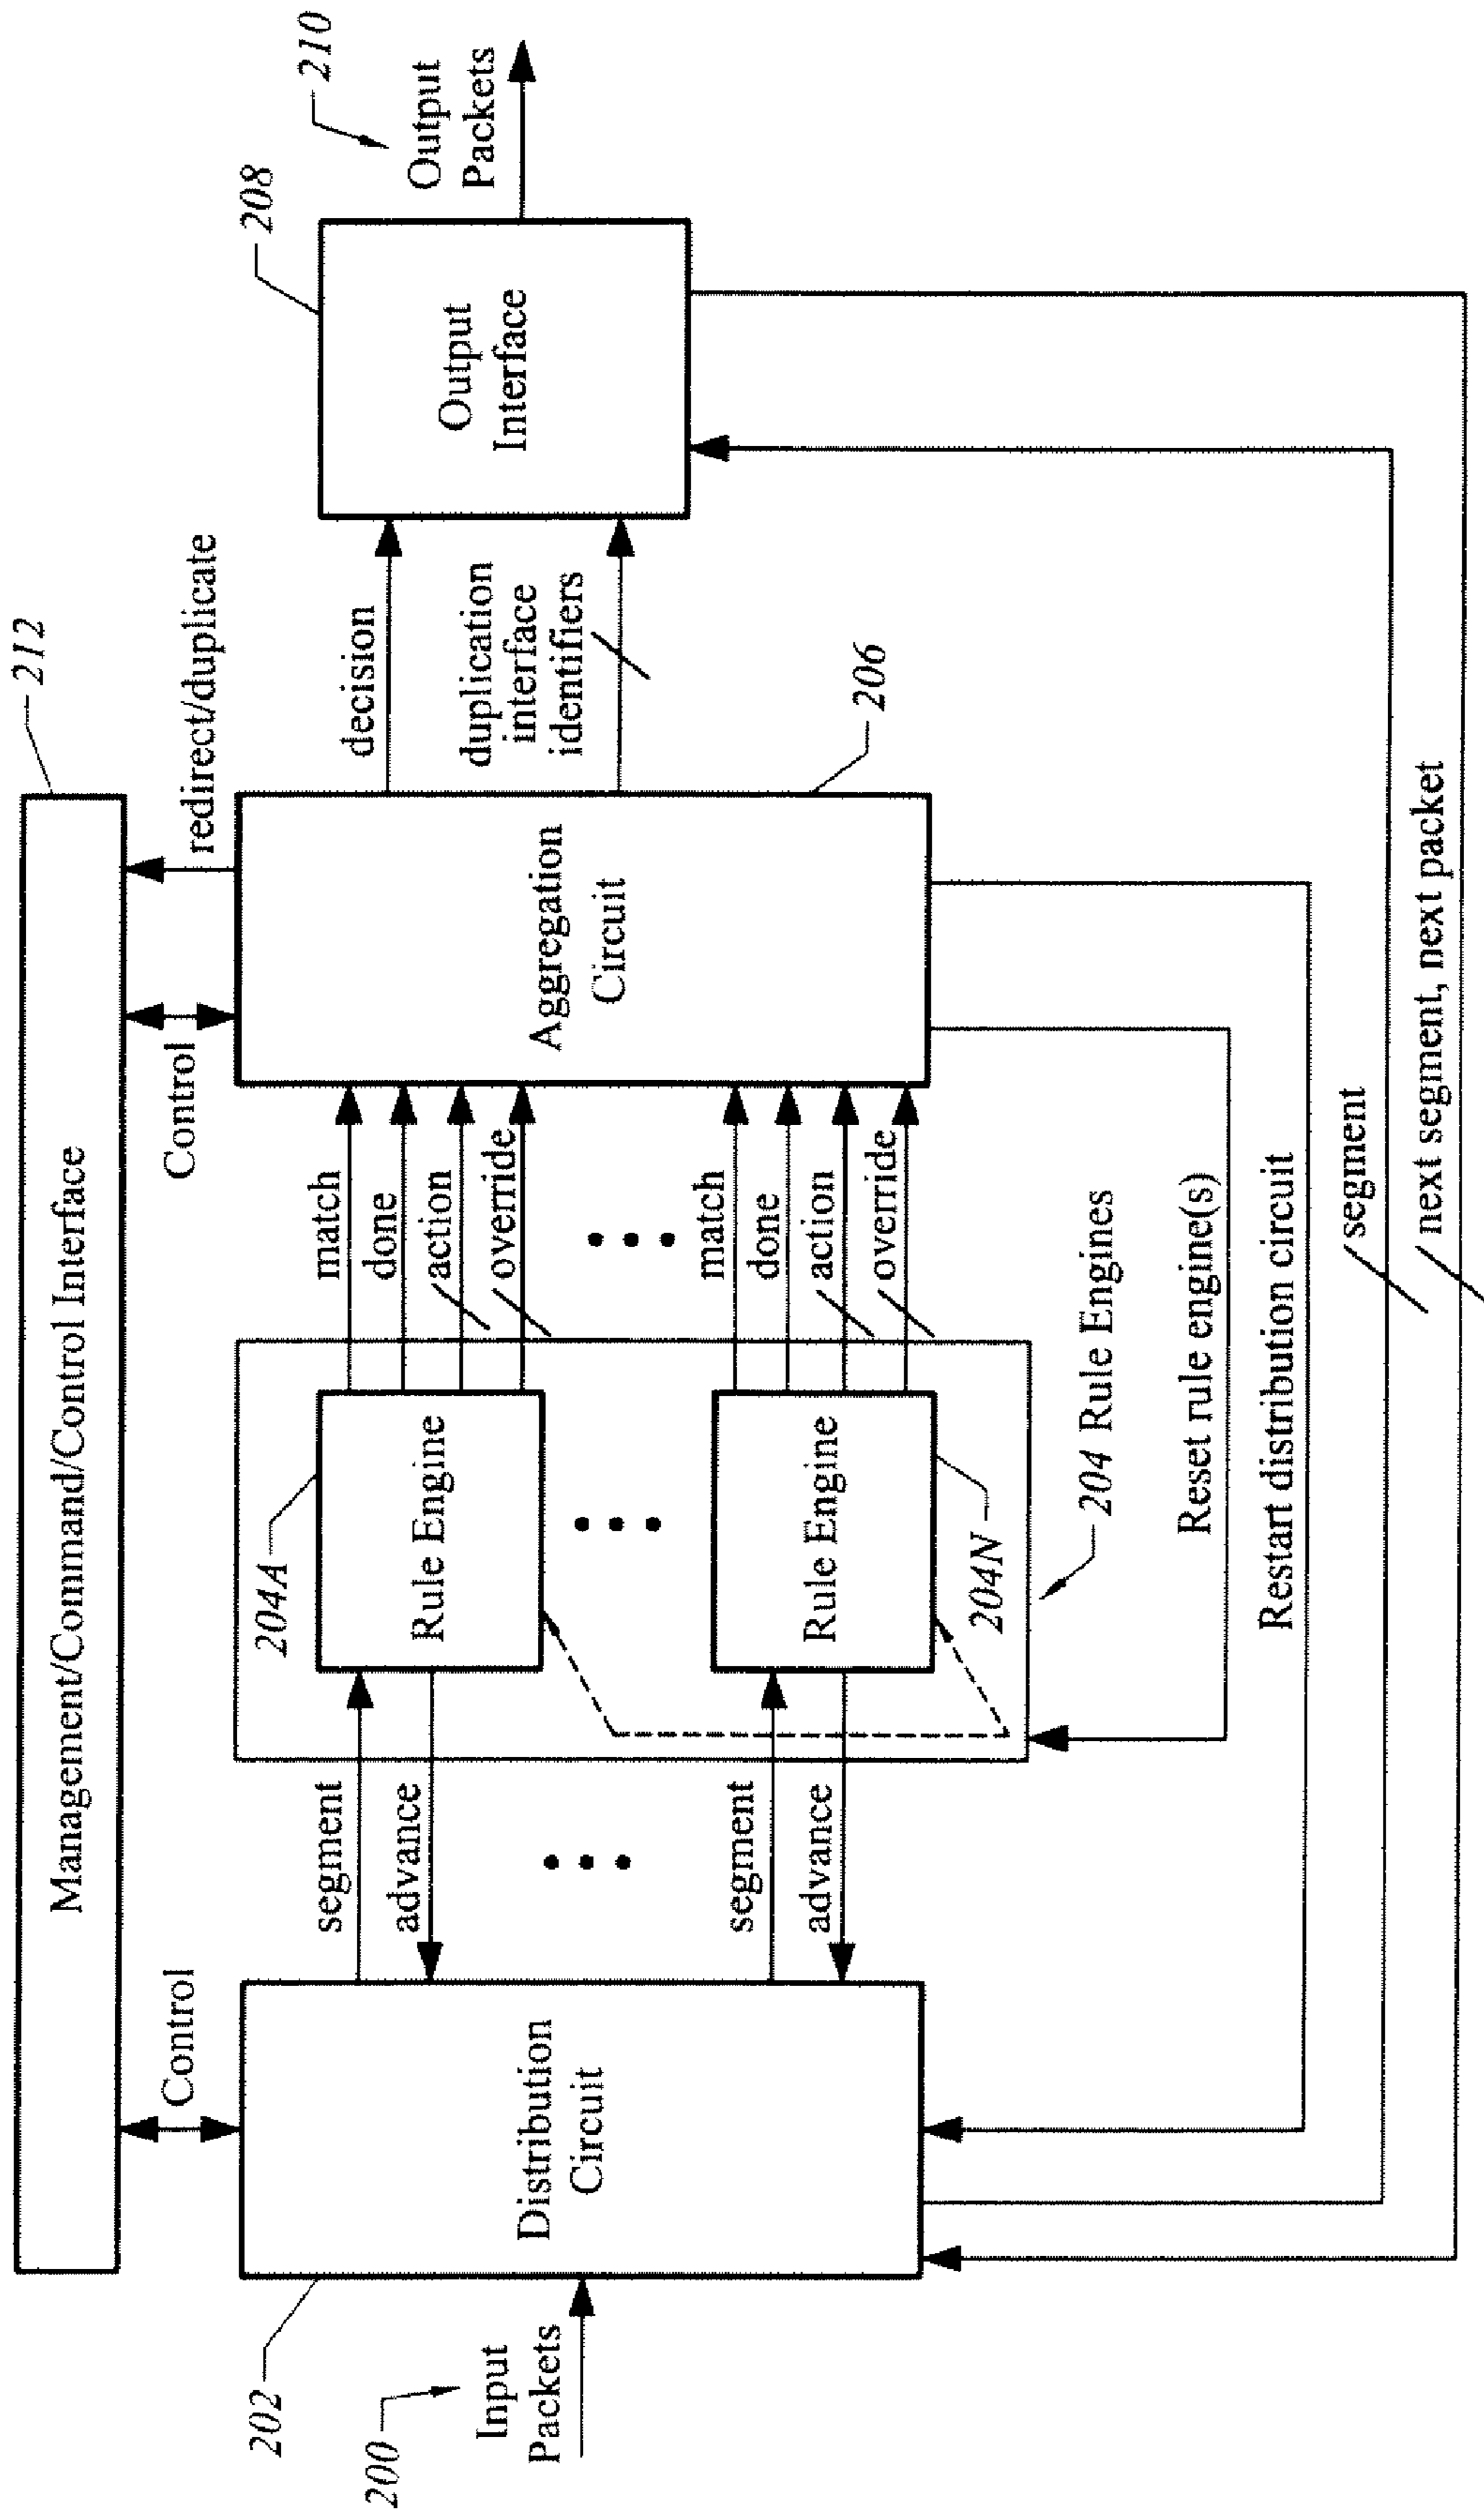 212
Management/Command/Control Interface
Control
Control
redirect/duplicate
202
200
Input
Packets
Distribution
Circuit
segment
advance
segment
advance
204A
Rule Engine
Rule Engine
204N
204 Rule Engines
match
done
action
override
match
done
action
override
Aggregation
Circuit
206
decision
duplication
interface
identifiers
208
Output
Interface
210
Output
Packets
Reset rule engine(s)
Restart distribution circuit
segment
next segment, next packet